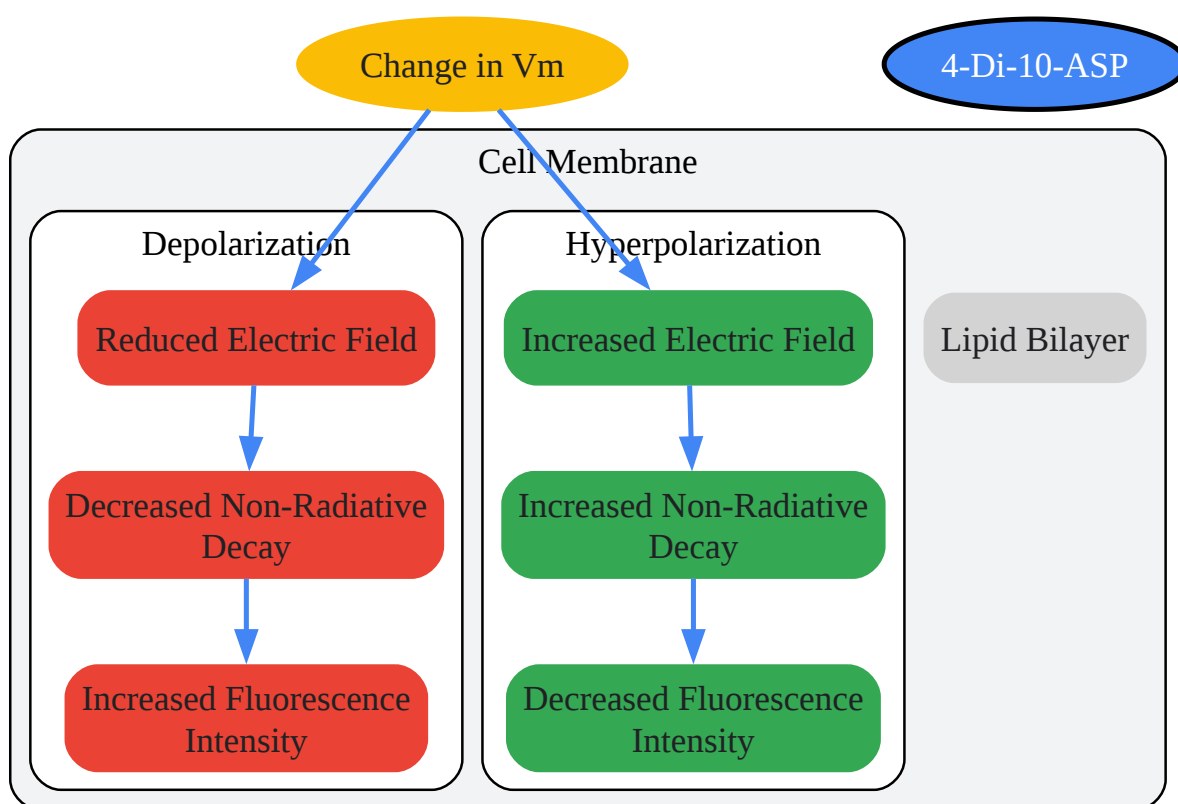 Change in Vm
4-Di-10-ASP
Cell Membrane
Depolarization
Reduced Electric Field
Decreased Non-Radiative
Decay
Increased Fluorescence
Intensity
Hyperpolarization
Increased Electric Field
Increased Non-Radiative
Decay
Decreased Fluorescence
Intensity
Lipid Bilayer